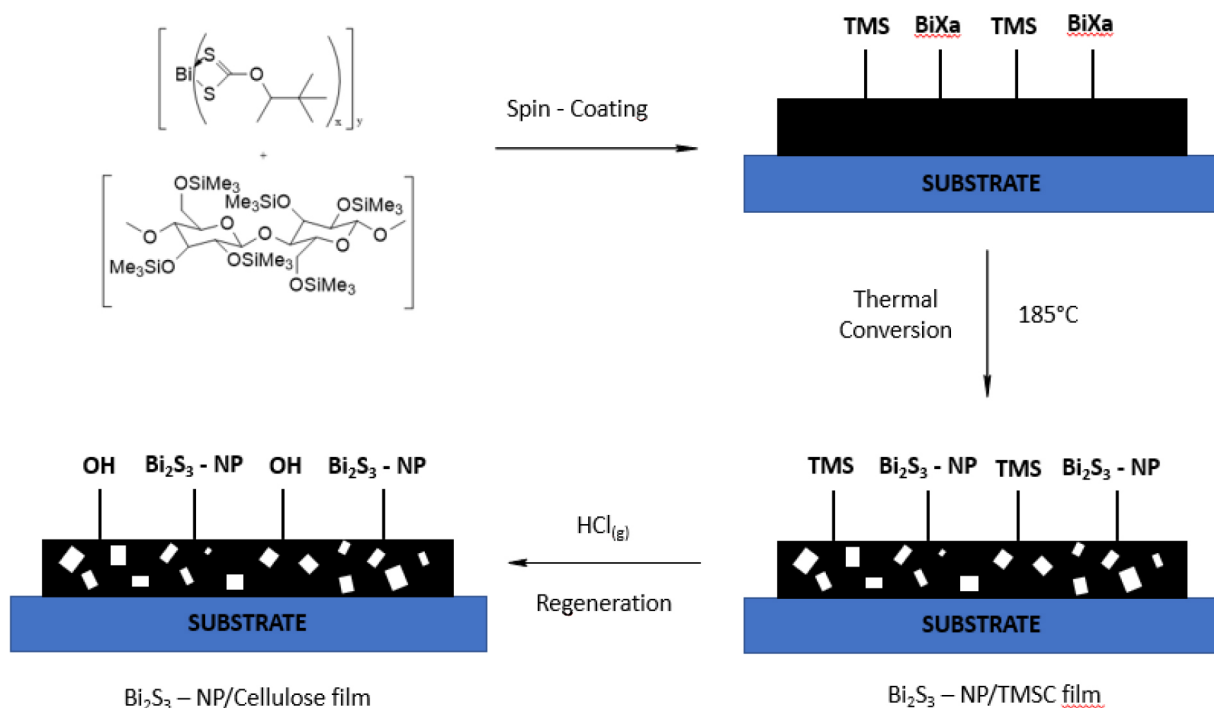 TMS BiXa TMS BiXa
S
Bi
S
O
x
y
Spin - Coating
+
SUBSTRATE
OSiMe₃
Me₃SiO
OSiMe₃
O
O
O
O
O
Me₃SiO
OSiMe₃
OSiMe₃
Thermal
Conversion
185°C
OH Bi₂S₃ - NP OH Bi₂S₃ - NP
TMS Bi₂S₃ - NP TMS Bi₂S₃ - NP
HCl₍g₎
Regeneration
SUBSTRATE
SUBSTRATE
Bi₂S₃ – NP/Cellulose film
Bi₂S₃ – NP/TMSC film